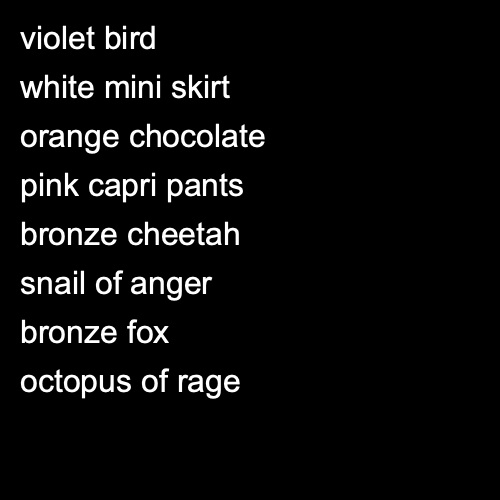 violet bird
white mini skirt
orange chocolate
pink capri pants
bronze cheetah
snail of anger
bronze fox
octopus of rage